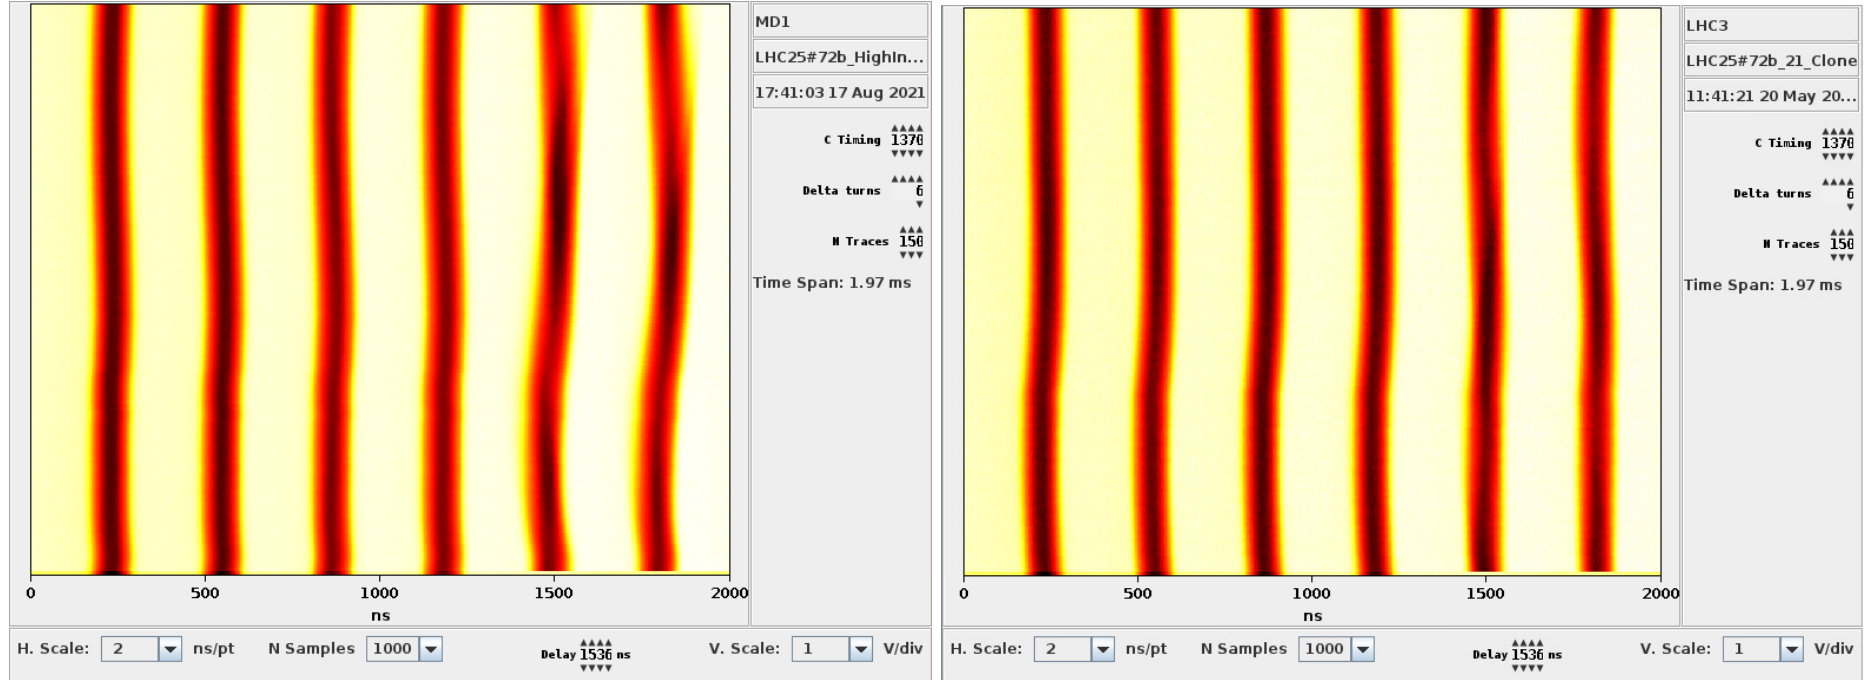 MD1
LHC25#72b_HighIn...
17:41:03 17 Aug 2021
C Timing 1370
Delta turns 6
N Traces 150
Time Span: 1.97 ms
0 500 1000 1500 2000
ns
H. Scale: 2 ns/pt N Samples 1000 Delay 1536 ns V. Scale: 1 V/div
LHC3
LHC25#72b_21_Clone
11:41:21 20 May 20...
C Timing 1370
Delta turns 6
N Traces 150
Time Span: 1.97 ms
0 500 1000 1500 2000
ns
H. Scale: 2 ns/pt N Samples 1000 Delay 1536 ns V. Scale: 1 V/div